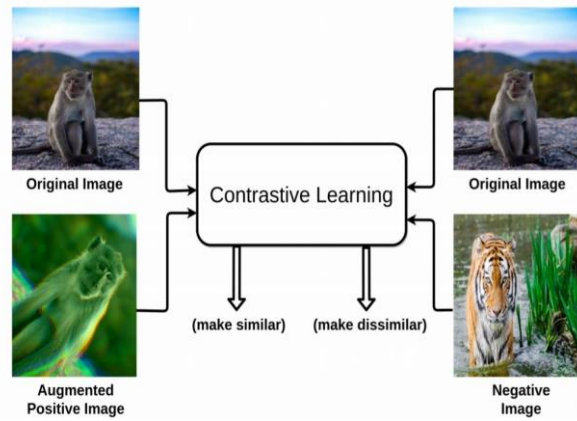 Original Image
Original Image
Contrastive Learning
(make similar)
(make dissimilar)
Augmented
Positive Image
Negative
Image